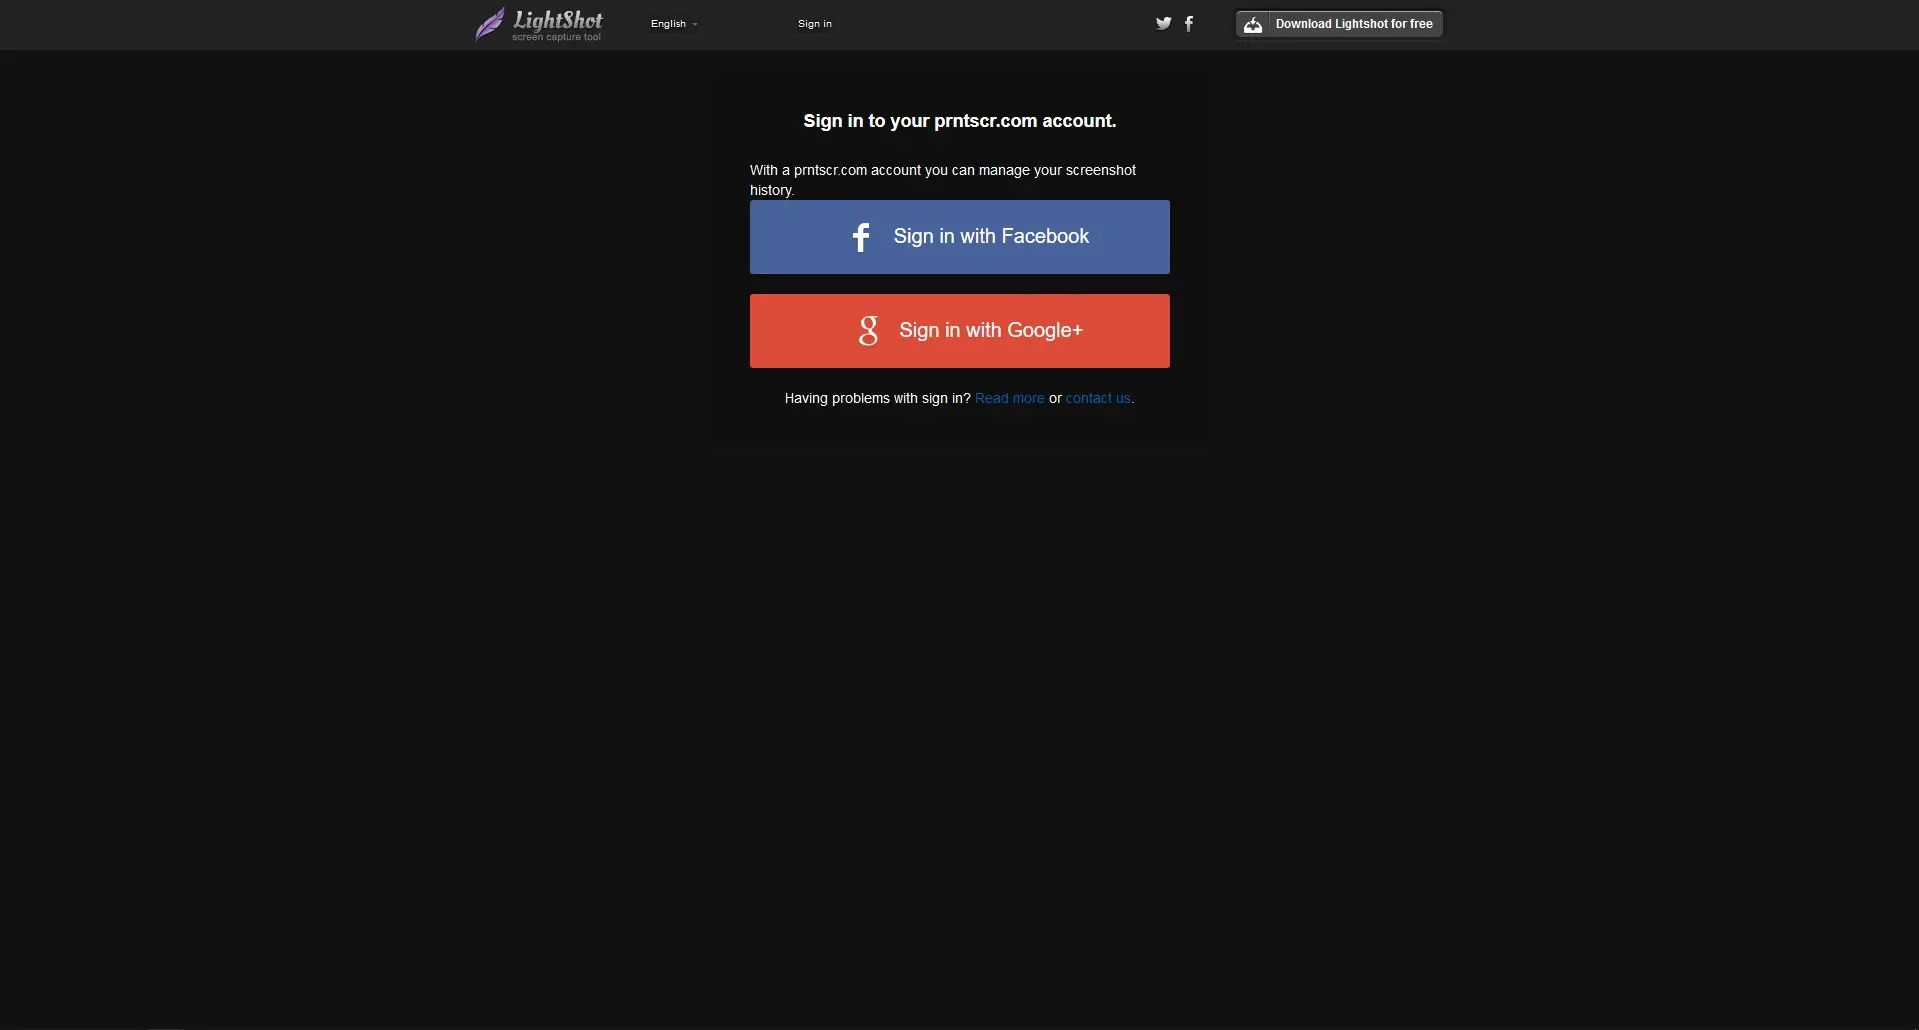 LightShot
screen capture tool
English
Sign in
Download Lightshot for free
Sign in to your prntscr.com account.
With a prntscr.com account you can manage your screenshot
history.
Sign in with Facebook
Sign in with Google+
Having problems with sign in? Read more or contact us.